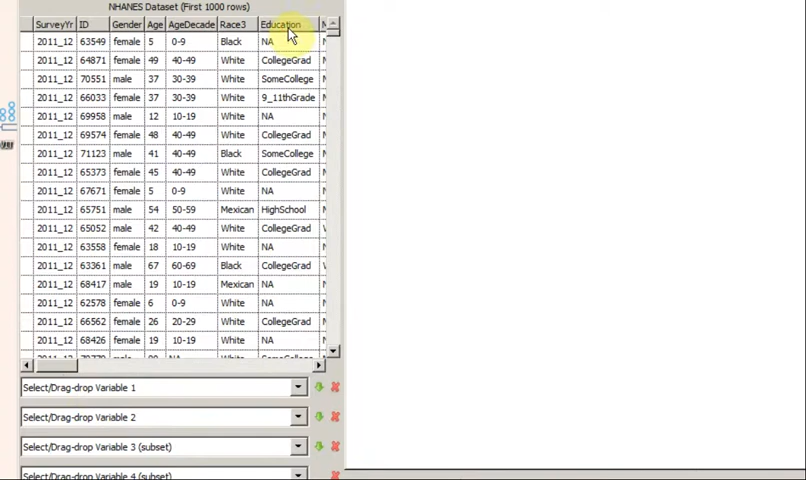 NHANES Dataset (First 1000 rows)
SurveyYr ID Gender Age AgeDecade Race3 Education
2011_12 63549 female 5 0-9 Black NA
2011_12 64871 female 49 40-49 White CollegeGrad
2011_12 70551 male 37 30-39 White SomeCollege
2011_12 66033 female 37 30-39 White 9_11thGrade
2011_12 69958 male 12 10-19 White NA
2011_12 69574 female 48 40-49 White CollegeGrad
2011_12 71123 male 41 40-49 Black SomeCollege
2011_12 65373 female 45 40-49 White CollegeGrad
2011_12 67671 female 5 0-9 White NA
2011_12 65751 male 54 50-59 Mexican HighSchool
2011_12 65052 male 42 40-49 White CollegeGrad
2011_12 63558 female 18 10-19 White NA
2011_12 63361 male 67 60-69 Black CollegeGrad
2011_12 68417 male 19 10-19 Mexican NA
2011_12 62578 female 6 0-9 White NA
2011_12 66562 female 26 20-29 White CollegeGrad
2011_12 68426 female 19 10-19 White NA
Select/Drag-drop Variable 1
Select/Drag-drop Variable 2
Select/Drag-drop Variable 3 (subset)
Select/Drag-drop Variable 4 (subset)